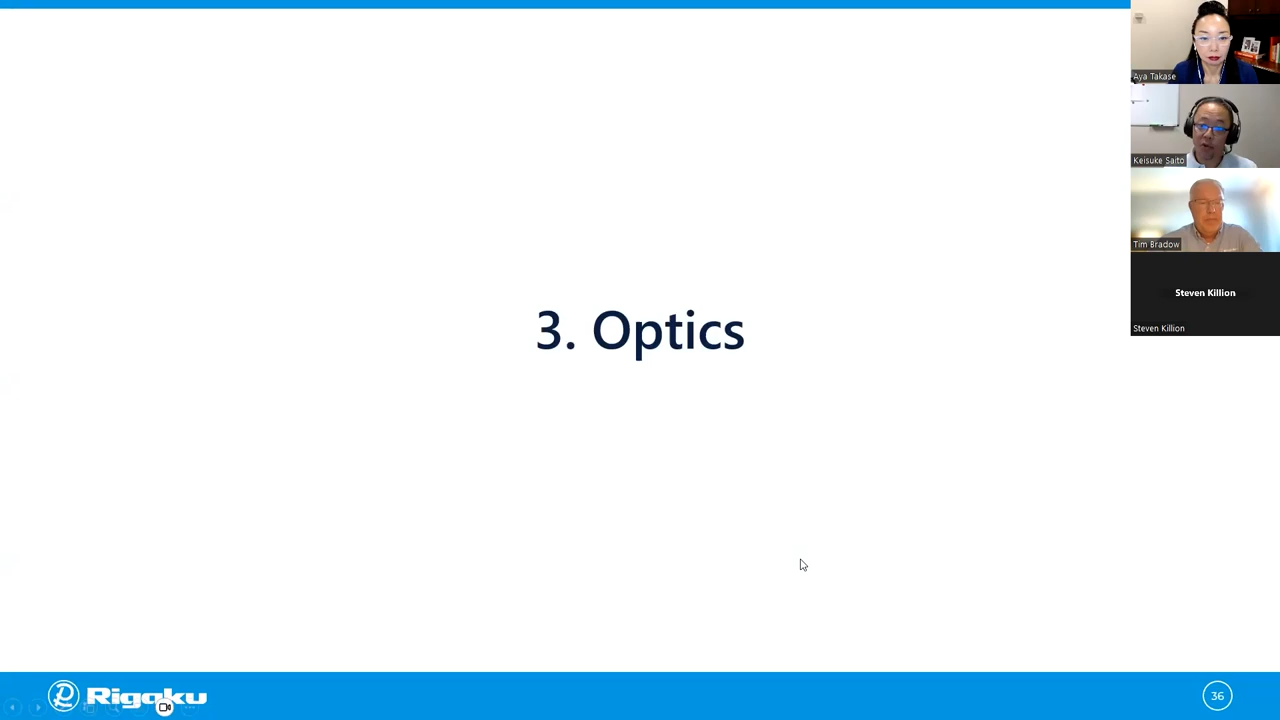 3. Optics
Aya Takase
Keisuke Saito
Tim Bradow
Steven Killion
Steven Killion
Rigaku
36